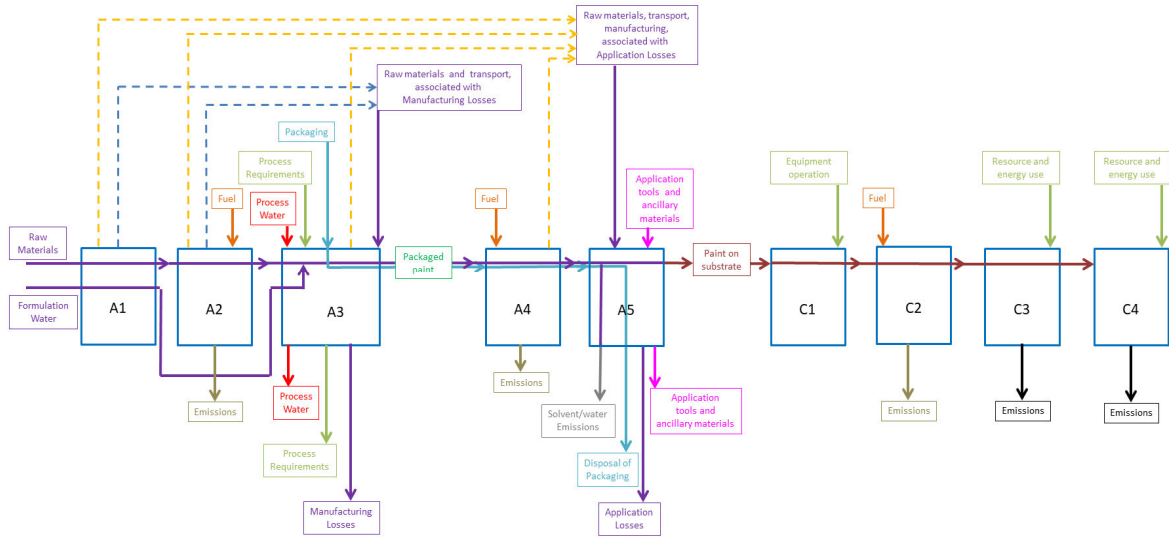 Raw materials, transport,
manufacturing,
associated with
Application Losses
Raw materials and transport,
associated with
Manufacturing Losses
Packaging
Process
Requirements
Equipment
operation
Resource and
energy use
Resource and
energy use
Application
tools and
ancillary
materials
Fuel
Process
Water
Fuel
Fuel
Raw
Materials
Packaged
paint
Paint on
substrate
Formulation
Water
A1
A2
A3
A4
A5
C1
C2
C3
C4
Emissions
Process
Water
Emissions
Application
tools and
ancillary materials
Solvent/water
Emissions
Emissions
Emissions
Emissions
Process
Requirements
Disposal of
Packaging
Manufacturing
Losses
Application
Losses